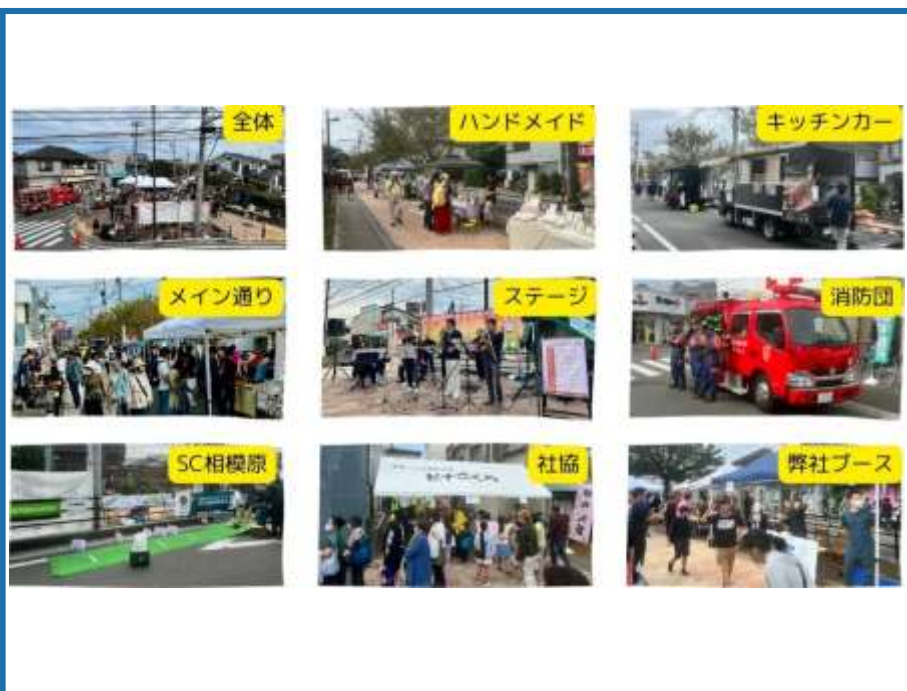 全体
ハンドメイド
キッチンカー
メイン通り
ステージ
消防団
SC相模原
社協
弊社ブース